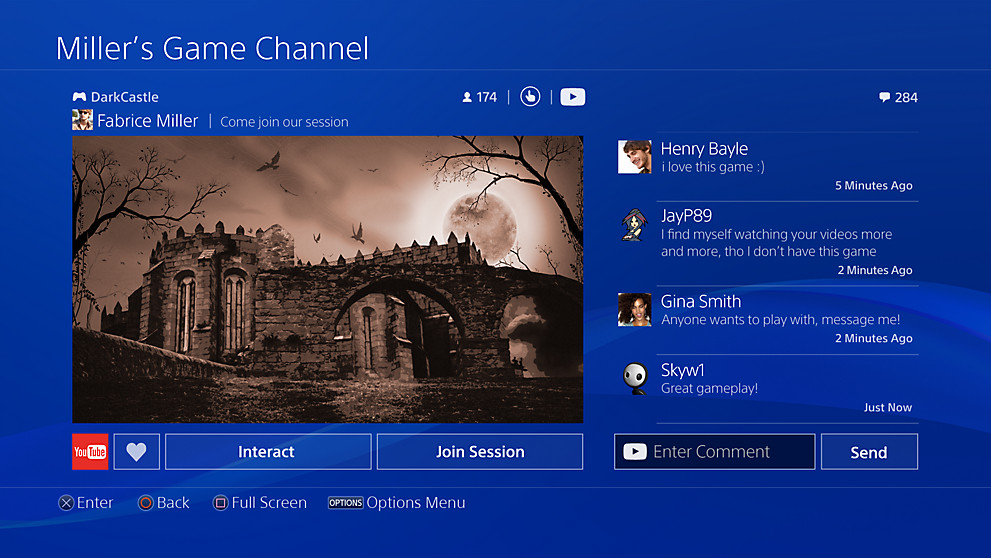 Miller's Game Channel
DarkCastle
174
284
Fabrice Miller | Come join our session
Henry Bayle
i love this game :)
5 Minutes Ago
JayP89
I find myself watching your videos more
and more, tho I don't have this game
2 Minutes Ago
Gina Smith
Anyone wants to play with, message me!
2 Minutes Ago
Skyw1
Great gameplay!
Just Now
YouTube
Interact
Join Session
Enter Comment
Send
Enter
Back
Full Screen
OPTIONS Options Menu